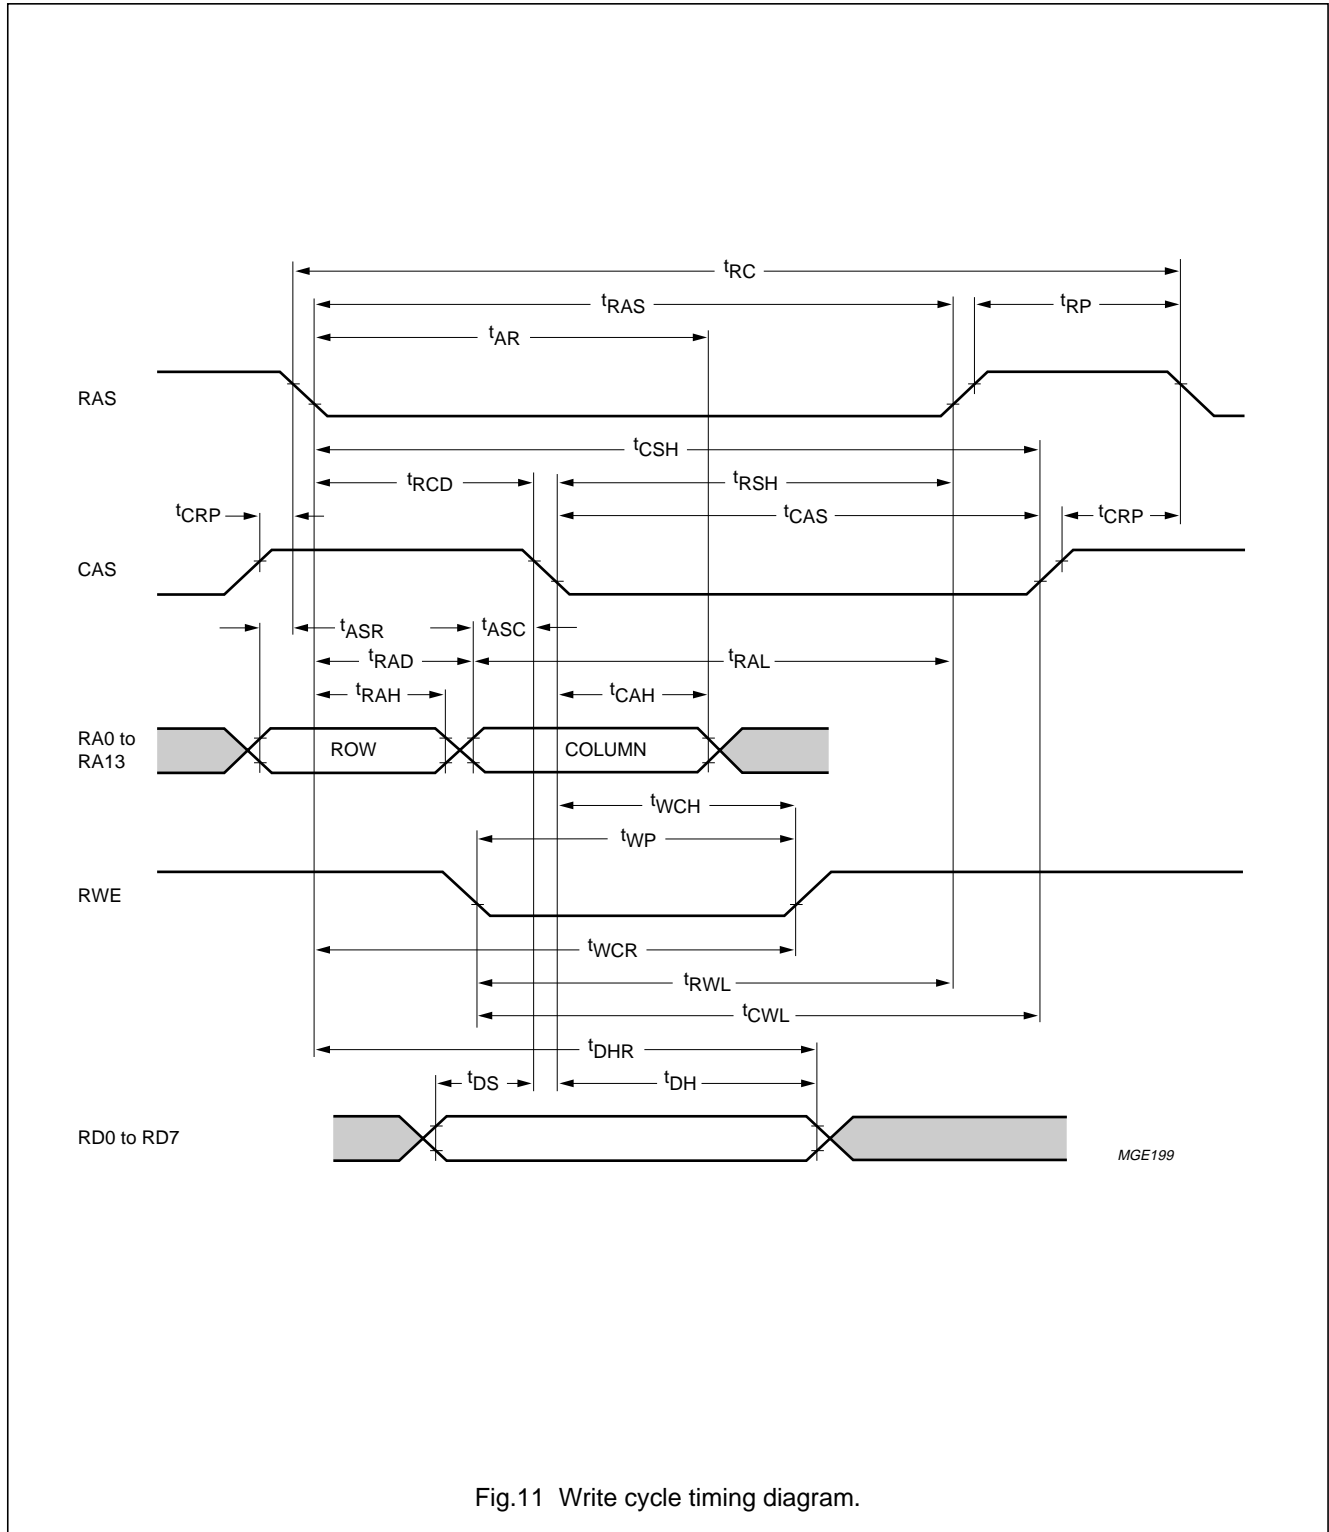 tRC
tRAS
tRP
tAR
RAS
tCSH
tRCD
tRSH
tCRP
tCAS
tCRP
CAS
tASR
tASC
tRAD
tRAL
tRAH
tCAH
RA0 to
RA13
ROW
COLUMN
tWCH
tWP
RWE
tWCR
tRWL
tCWL
tDHR
tDS
tDH
RD0 to RD7
MGE199
Fig.11 Write cycle timing diagram.